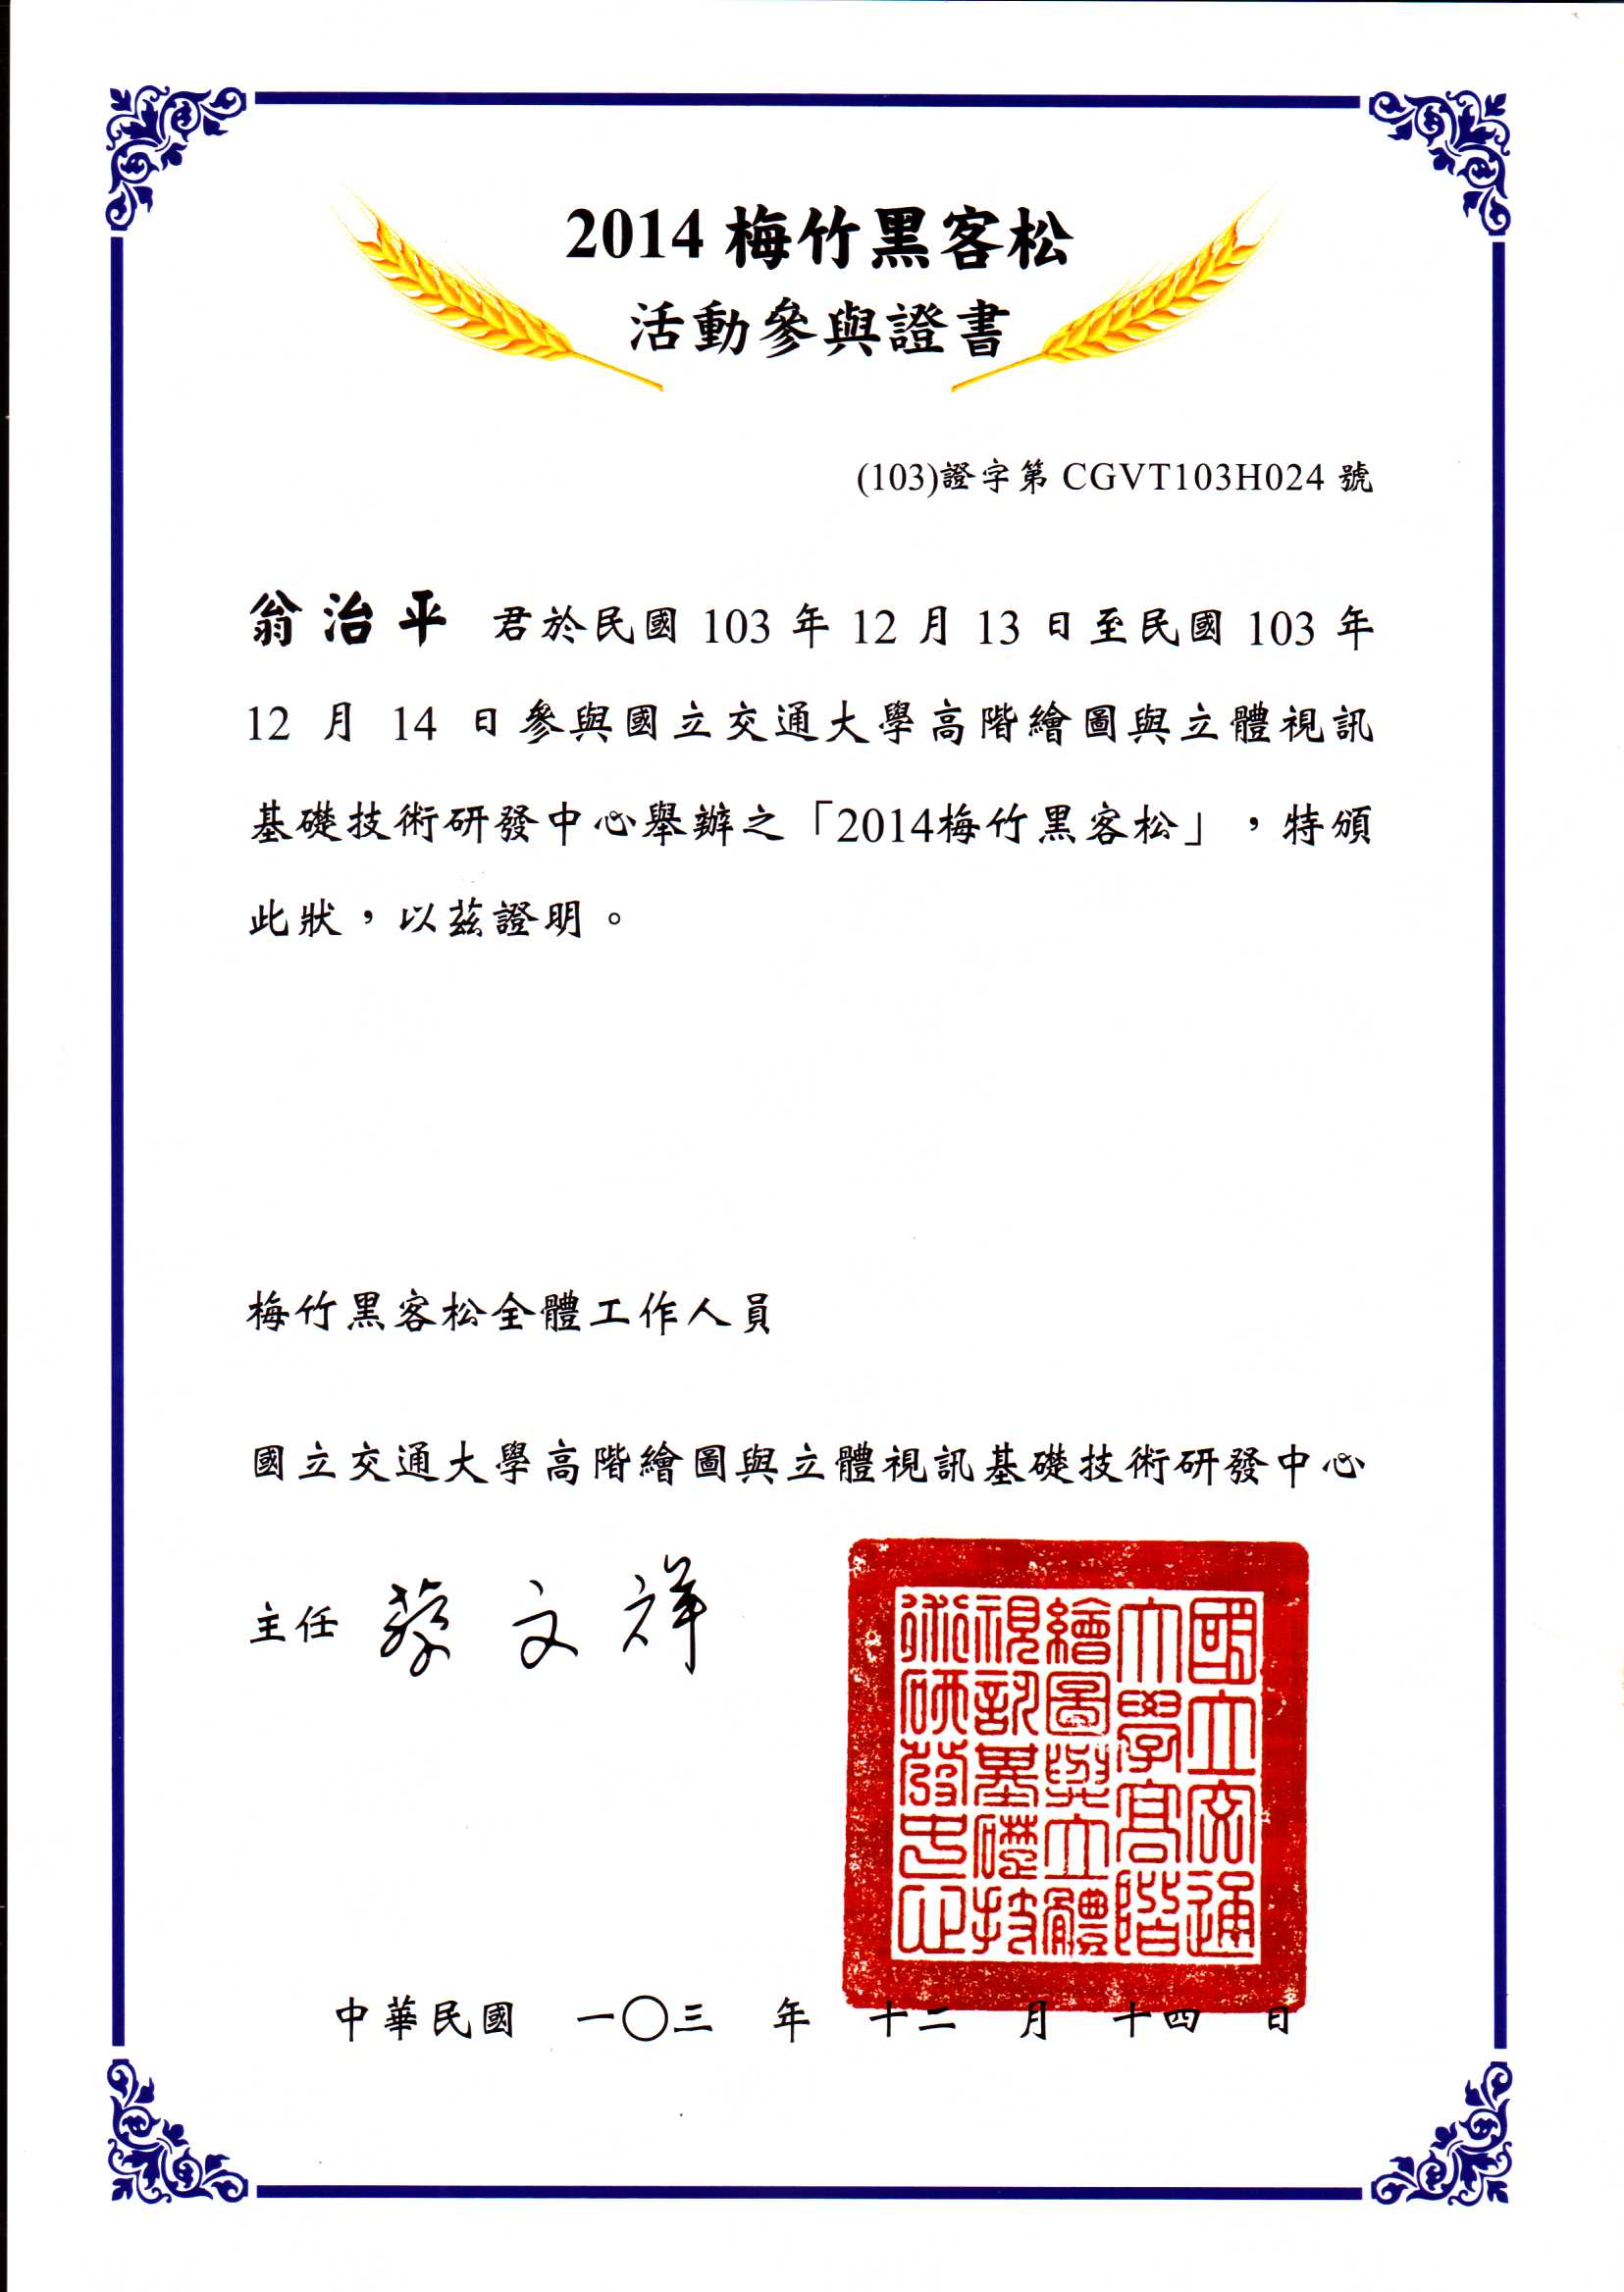 2014 梅竹黑客松
活動參與證書
(103)證字第 CGVT103H024 號
翁治平 君於民國 103 年 12 月 13 日至民國 103 年
12 月 14 日參與國立交通大學高階繪圖與立體視訊
基礎技術研發中心舉辦之「2014梅竹黑客松」，特頒
此狀，以茲證明。
梅竹黑客松全體工作人員
國立交通大學高階繪圖與立體視訊基礎技術研發中心
主任 蔡文祥
國立交通
大學高階
繪圖與立體
視訊基礎技
術研發中心
中華民國 一〇三 年 十二 月 十四 日